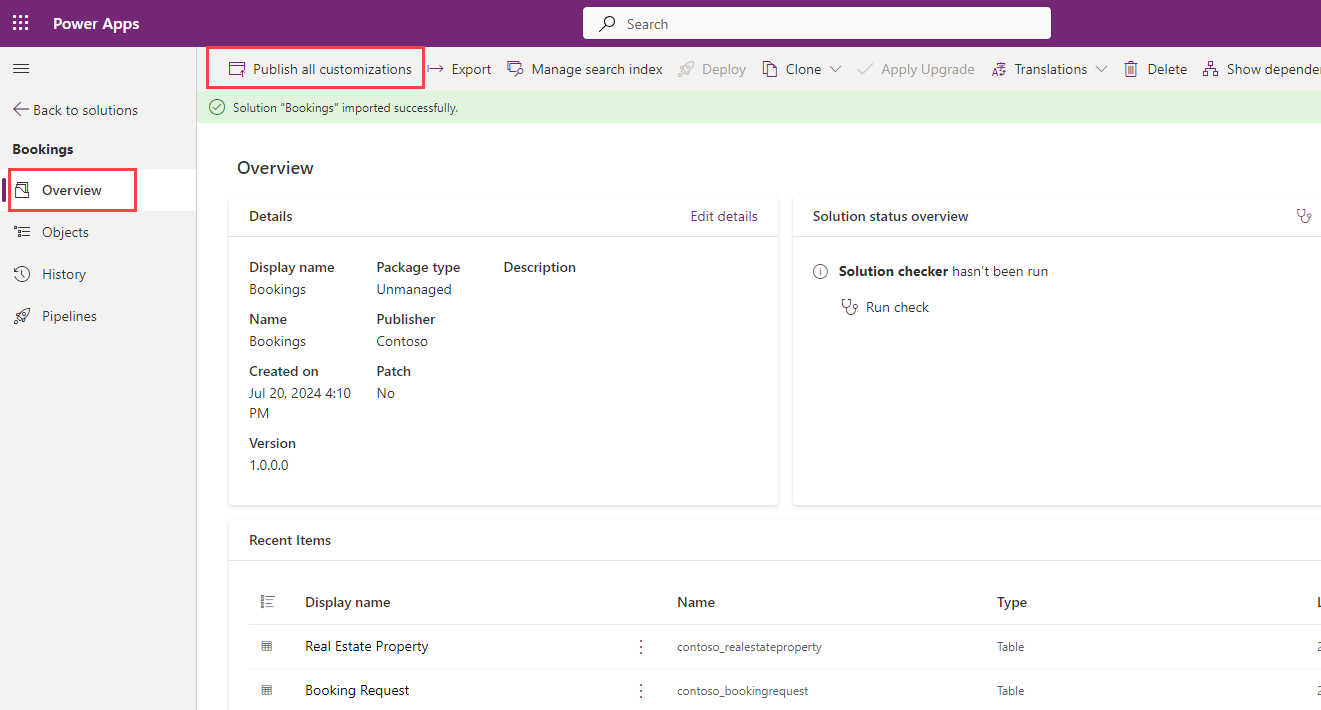 Power Apps
Search
Publish all customizations
Export
Manage search index
Deploy
Clone
Apply Upgrade
Translations
Delete
Show depende
Back to solutions
Solution "Bookings" imported successfully.
Bookings
Overview
Objects
History
Pipelines
Overview
Details
Edit details
Display name
Bookings
Package type
Unmanaged
Description
Name
Bookings
Publisher
Contoso
Created on
Jul 20, 2024 4:10
PM
Patch
No
Version
1.0.0.0
Solution status overview
Solution checker hasn't been run
Run check
Recent Items
Display name
Name
Type
Real Estate Property
contoso_realestateproperty
Table
Booking Request
contoso_bookingrequest
Table